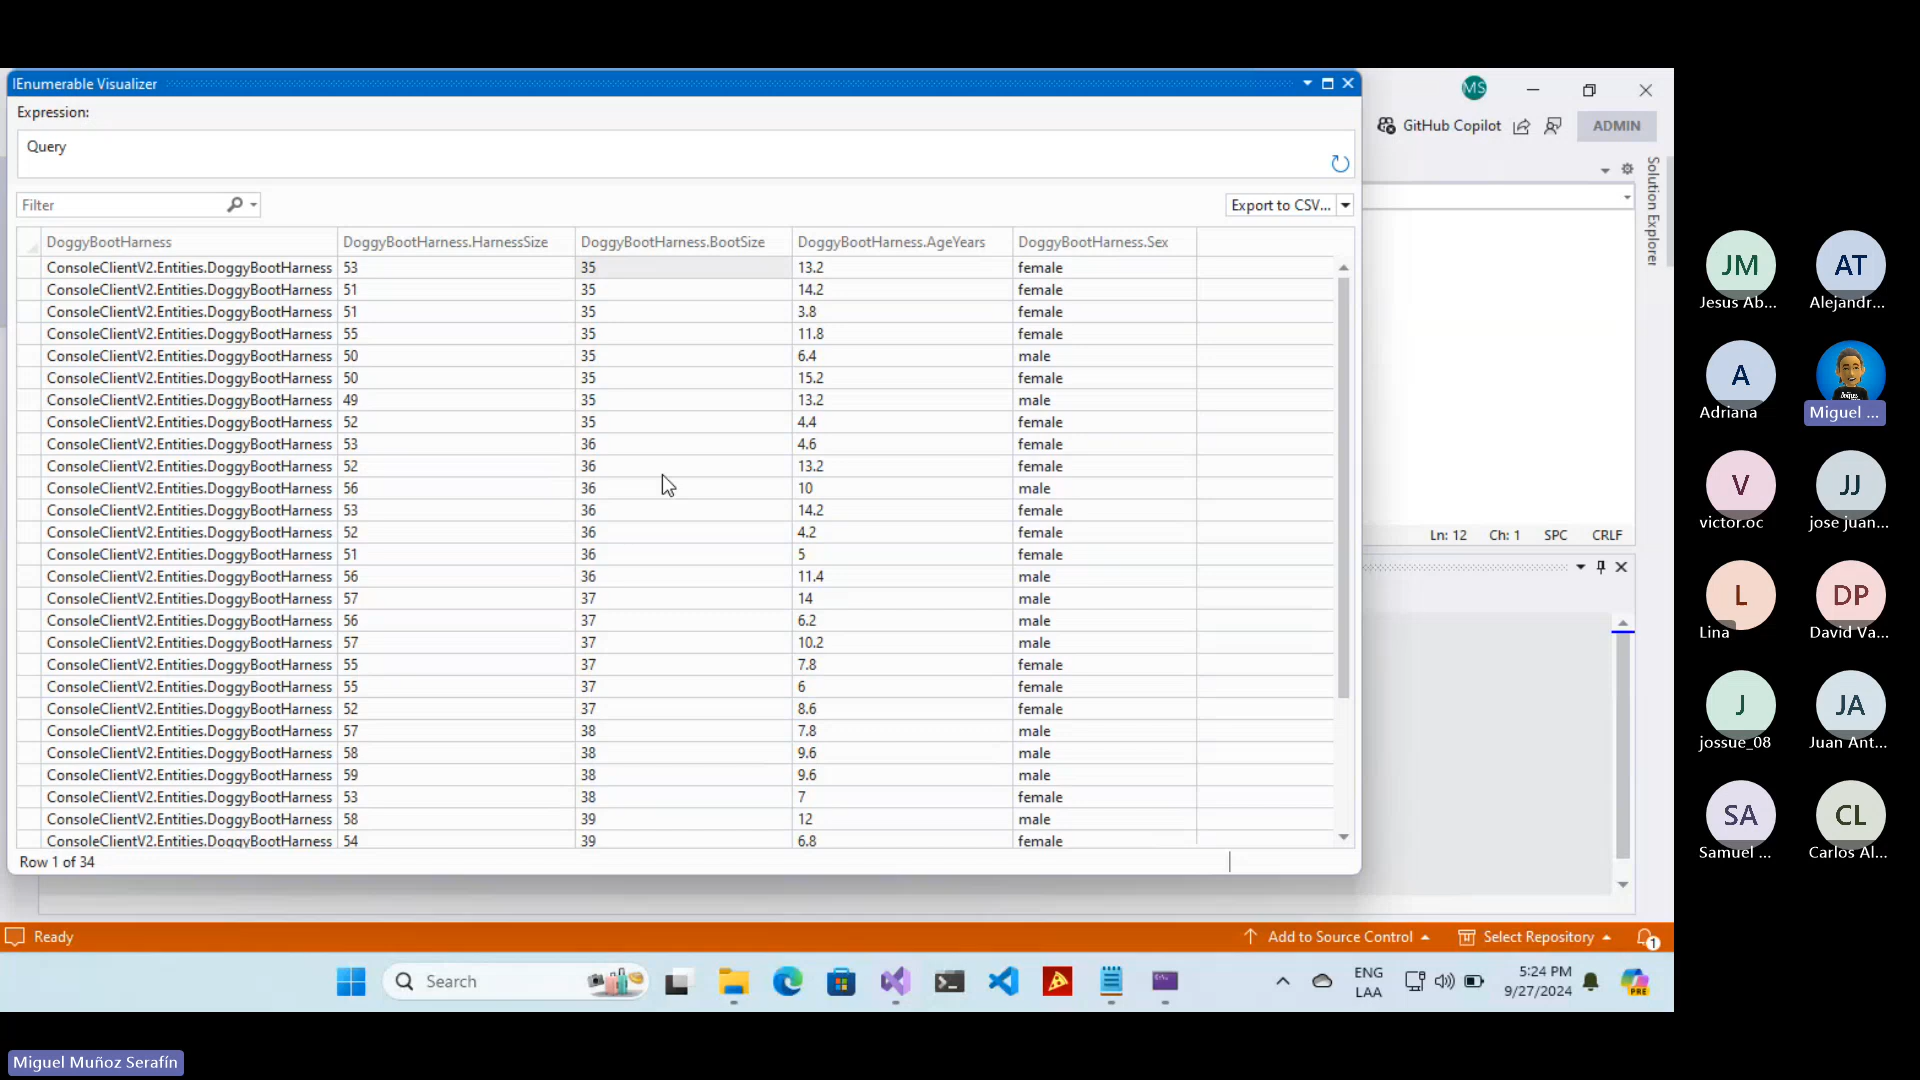 IEnumerable Visualizer
MS
Expression:
GitHub Copilot ADMIN
Query
Solution Explorer
Filter Export to CSV...
DoggyBootHarness DoggyBootHarness.HarnessSize DoggyBootHarness.BootSize DoggyBootHarness.AgeYears DoggyBootHarness.Sex
ConsoleClientV2.Entities.DoggyBootHarness 53 35 13.2 female
ConsoleClientV2.Entities.DoggyBootHarness 51 35 14.2 female
ConsoleClientV2.Entities.DoggyBootHarness 51 35 3.8 female
ConsoleClientV2.Entities.DoggyBootHarness 55 35 11.8 female
ConsoleClientV2.Entities.DoggyBootHarness 50 35 6.4 male
ConsoleClientV2.Entities.DoggyBootHarness 50 35 15.2 female
ConsoleClientV2.Entities.DoggyBootHarness 49 35 13.2 male
ConsoleClientV2.Entities.DoggyBootHarness 52 35 4.4 female
ConsoleClientV2.Entities.DoggyBootHarness 53 36 4.6 female
ConsoleClientV2.Entities.DoggyBootHarness 52 36 13.2 female
ConsoleClientV2.Entities.DoggyBootHarness 56 36 10 male
ConsoleClientV2.Entities.DoggyBootHarness 53 36 14.2 female
ConsoleClientV2.Entities.DoggyBootHarness 52 36 4.2 female
ConsoleClientV2.Entities.DoggyBootHarness 51 36 5 female
ConsoleClientV2.Entities.DoggyBootHarness 56 36 11.4 male
ConsoleClientV2.Entities.DoggyBootHarness 57 37 14 male
ConsoleClientV2.Entities.DoggyBootHarness 56 37 6.2 male
ConsoleClientV2.Entities.DoggyBootHarness 57 37 10.2 male
ConsoleClientV2.Entities.DoggyBootHarness 55 37 7.8 female
ConsoleClientV2.Entities.DoggyBootHarness 55 37 6 female
ConsoleClientV2.Entities.DoggyBootHarness 52 37 8.6 female
ConsoleClientV2.Entities.DoggyBootHarness 57 38 7.8 male
ConsoleClientV2.Entities.DoggyBootHarness 58 38 9.6 male
ConsoleClientV2.Entities.DoggyBootHarness 59 38 9.6 male
ConsoleClientV2.Entities.DoggyBootHarness 53 38 7 female
ConsoleClientV2.Entities.DoggyBootHarness 58 39 12 male
ConsoleClientV2.Entities.DoggyBootHarness 54 39 6.8 female
Row 1 of 34
Ln: 12 Ch: 1 SPC CRLF
Ready Add to Source Control Select Repository 1
Search
ENG
LAA
5:24 PM
9/27/2024
PRE
JM AT
Jesus Ab... Alejandr...
A
Adriana Miguel ...
V JJ
victor.oc jose juan...
L DP
Lina David Va...
J JA
jossue_08 Juan Ant...
SA CL
Samuel ... Carlos Al...
Miguel Muñoz Serafín